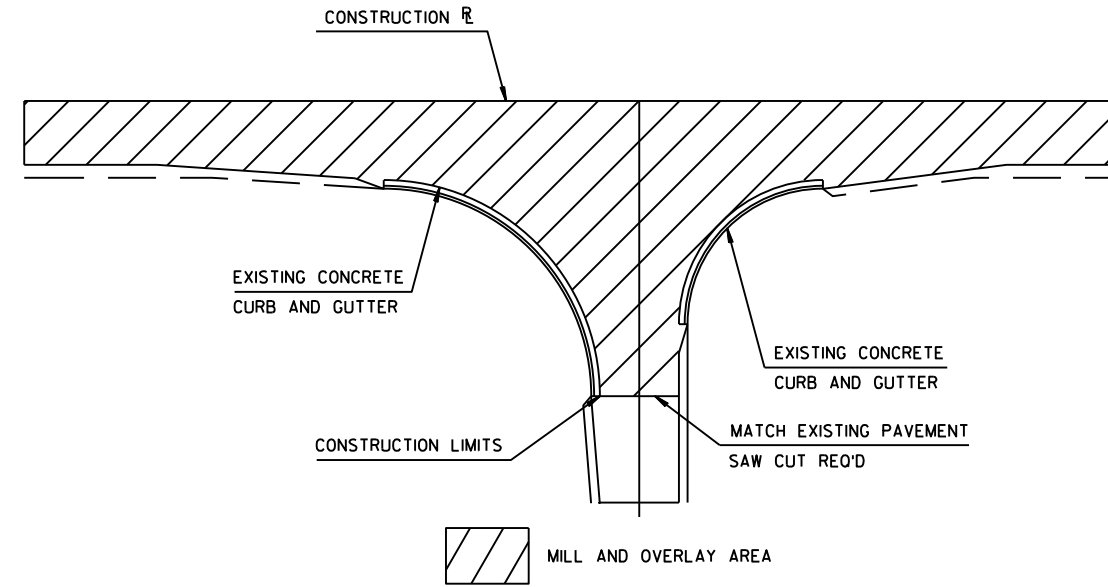 CONSTRUCTION RL
EXISTING CONCRETE
CURB AND GUTTER
EXISTING CONCRETE
CURB AND GUTTER
CONSTRUCTION LIMITS
MATCH EXISTING PAVEMENT
SAW CUT REQ'D
MILL AND OVERLAY AREA